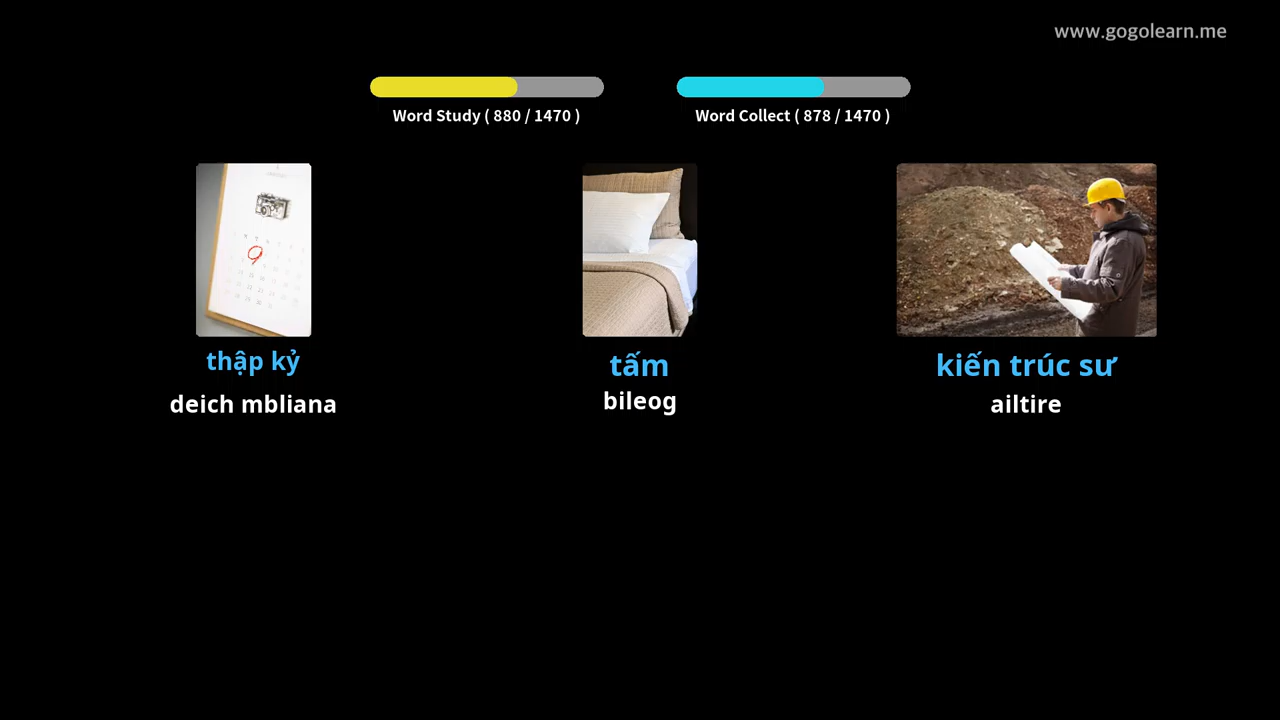 www.gogolearn.me
Word Study ( 880 / 1470 )
Word Collect ( 878 / 1470 )
thập kỷ
tấm
kiến trúc sư
deich mbliana
bileog
ailtire